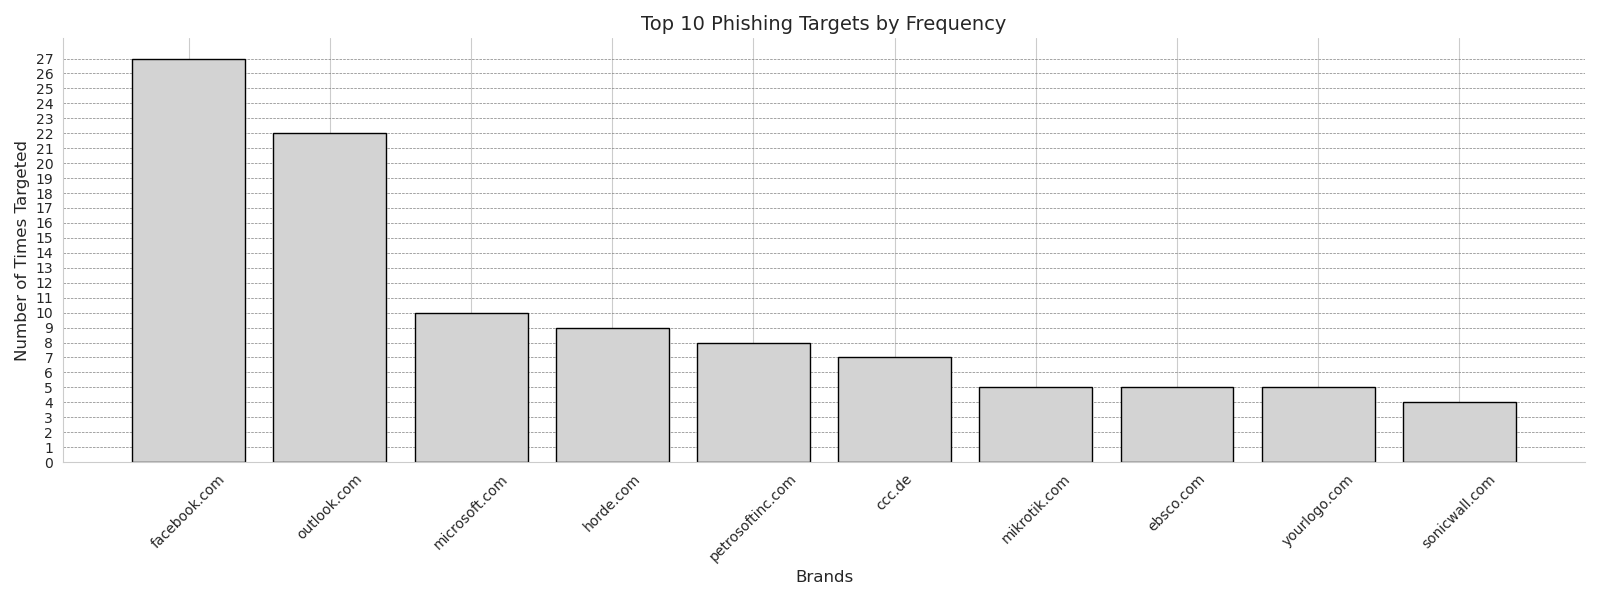 Top 10 Phishing Targets by Frequency
Number of Times Targeted
27
26
25
24
23
22
21
20
19
18
17
16
15
14
13
12
11
10
9
8
7
6
5
4
3
2
1
0
facebook.com
outlook.com
microsoft.com
horde.com
petrosoftinc.com
ccc.de
mikrotik.com
ebsco.com
yourlogo.com
sonicwall.com
Brands